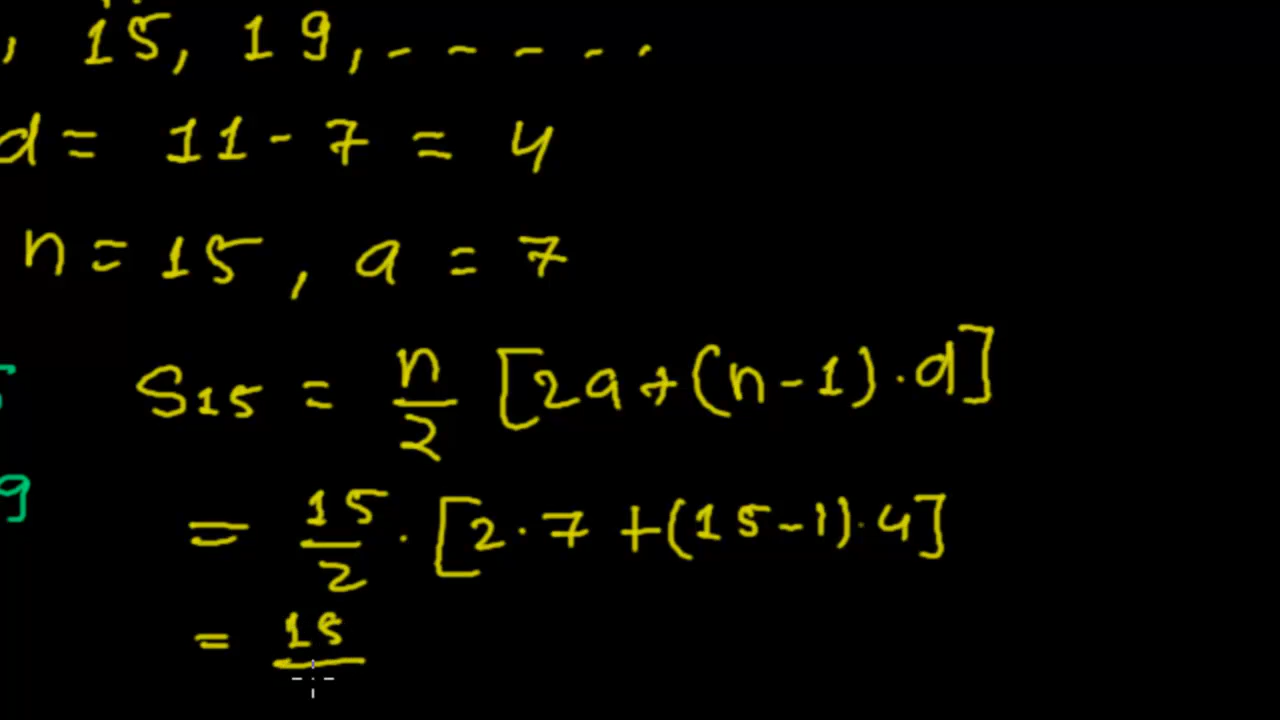 , 15, 19, - - - - -
d = 11 - 7 = 4
n = 15, a = 7
S15 = n/2 [2a + (n - 1) . d]
9
= 15/2 . [2 . 7 + (15 - 1) . 4]
= 15